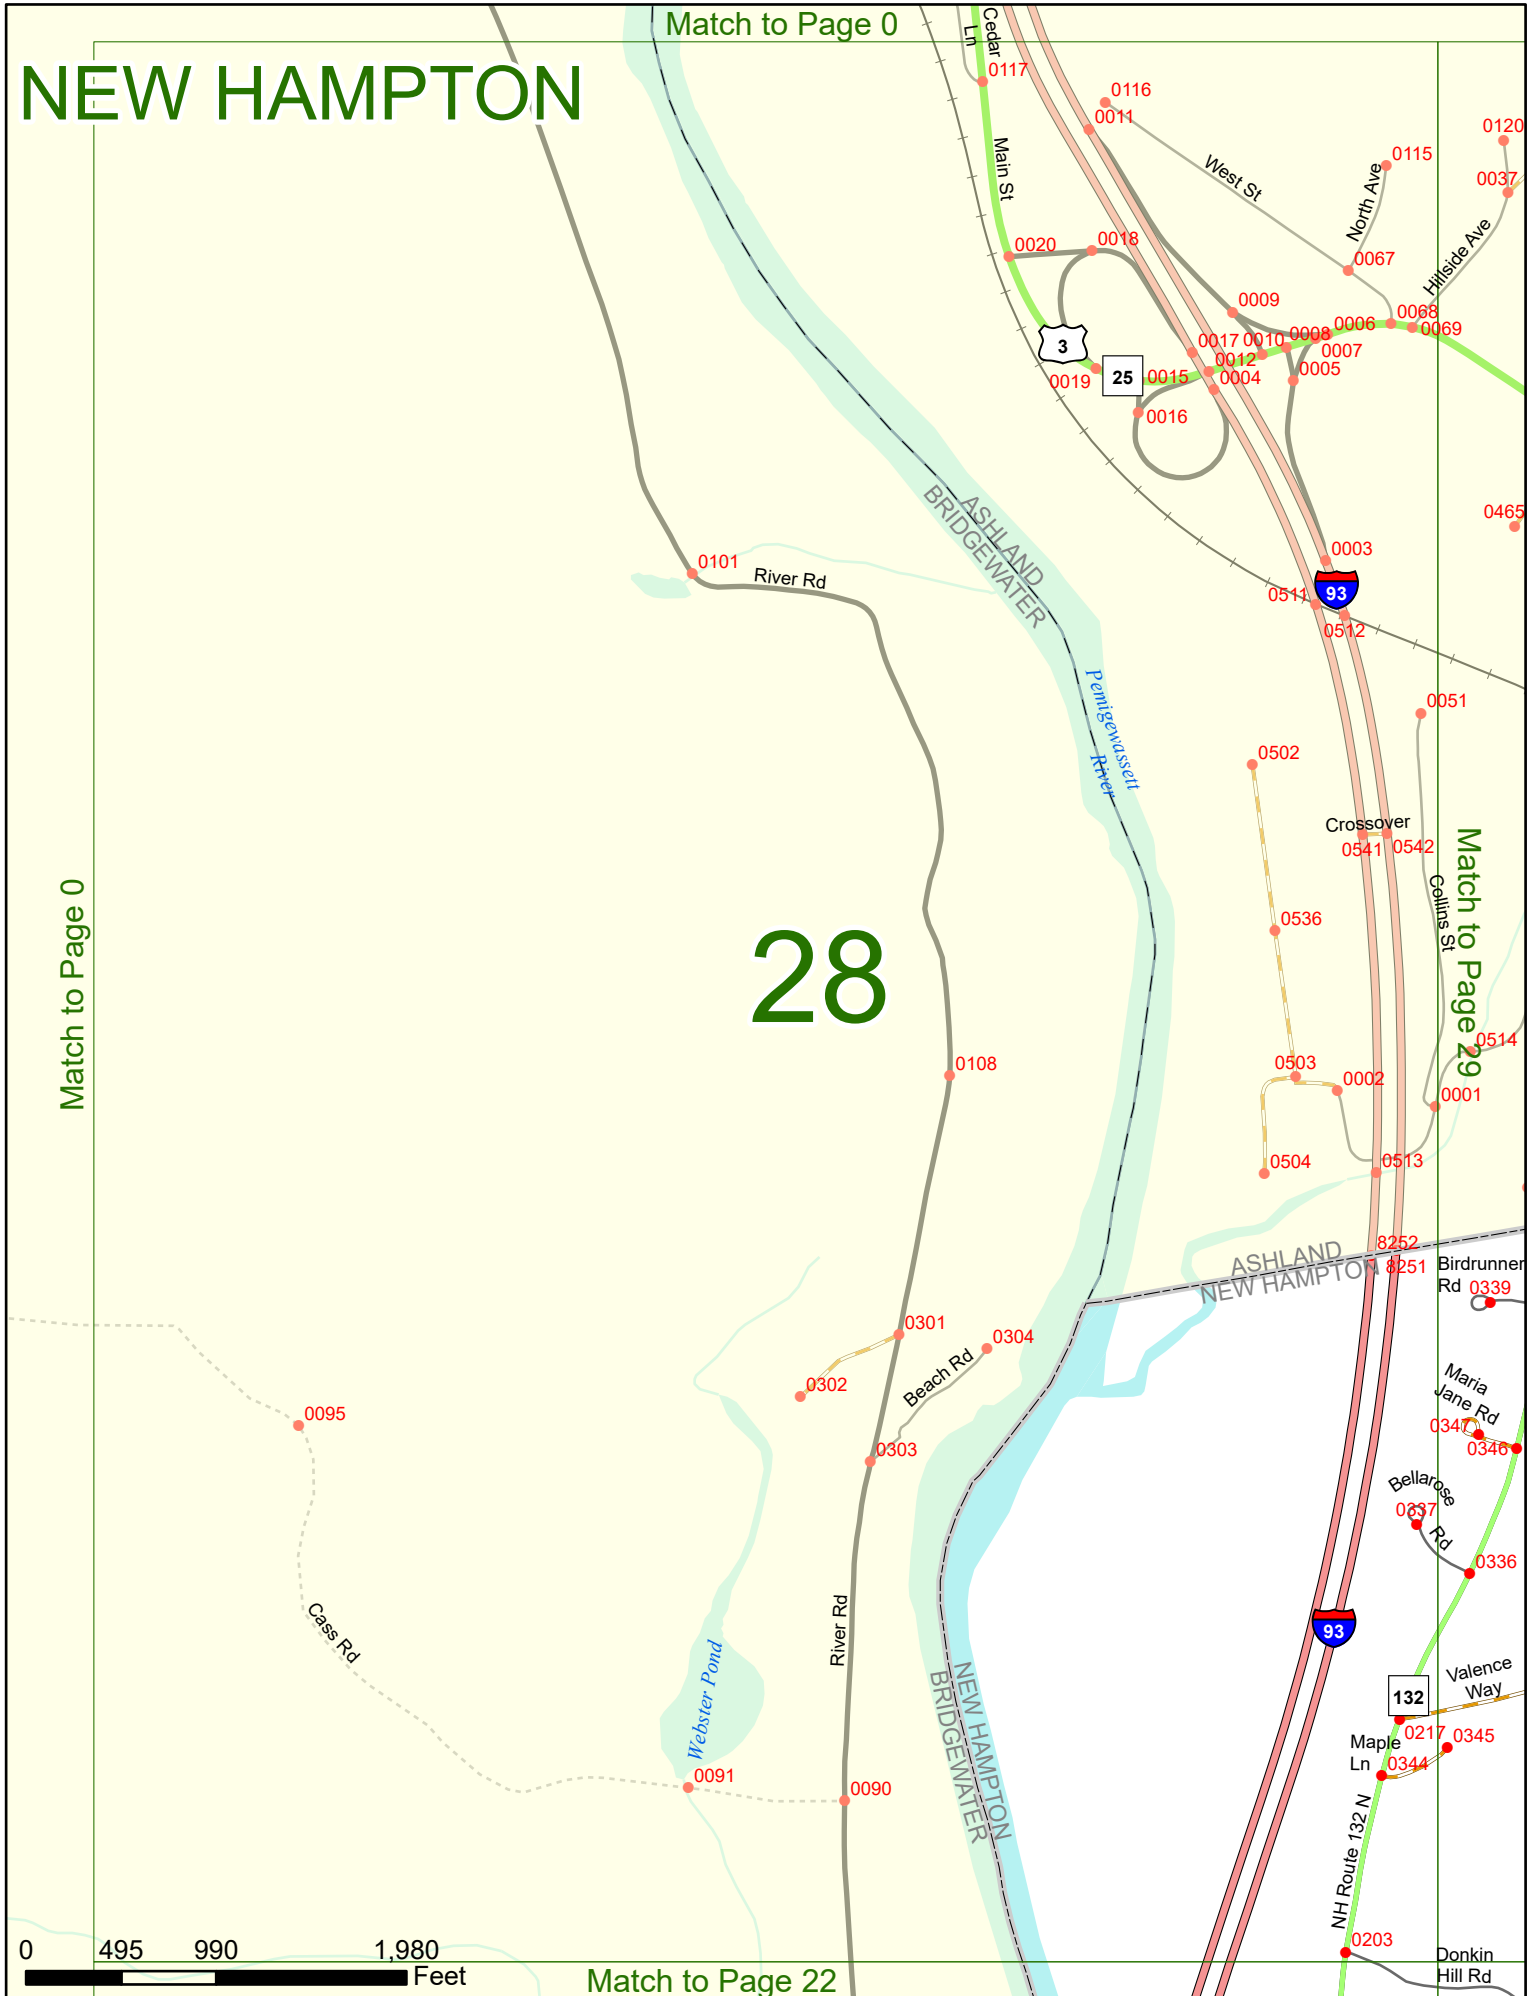 Match to Page 0
NEW HAMPTON
Cedar
Ln
0117
0116
0011
0120
0115
0037
Main St
West St
North Ave
Hillside Ave
0020
0018
0067
0009
0068
0069
0006
0008
0010
0007
0017
0012
0005
0004
0015
3
25
0019
0016
0465
ASHLAND
BRIDGEWATER
0003
93
0101
River Rd
0511
0512
Pemigewassett
River
0051
0502
Crossover
0541
0542
Match to Page 0
Match to Page 29
Collins St
28
0536
0514
0108
0503
0002
0001
0504
0513
8252
8251
ASHLAND
NEW HAMPTON
Birdrunner
Rd
0339
0301
0304
0302
Beach Rd
Maria
Jane Rd
0347
0346
0095
0303
Bellarose
Rd
0337
0336
Cass Rd
River Rd
93
Webster Pond
NEW HAMPTON
BRIDGEWATER
132
Valence
Way
0217
0345
Maple
Ln
0344
0091
0090
NH Route 132 N
0203
Donkin
Hill Rd
0
495
990
1,980
Feet
Match to Page 22